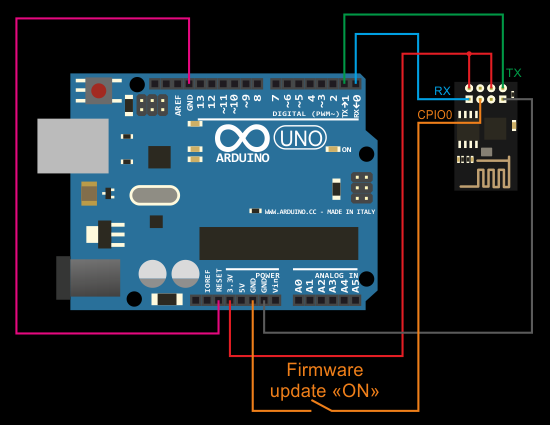 TX
RX
CPIO0
AREF
GND
13
12
~11
~10
~9
8
7
~6
~5
4
~3
2
TX→1
RX←0
DIGITAL (PWM~)
UNO
ARDUINO
ON
WWW.ARDUINO.CC - MADE IN ITALY
POWER
ANALOG IN
IOREF
RESET
3.3V
5V
GND
GND
Vin
A0
A1
A2
A3
A4
A5
Firmware
update «ON»